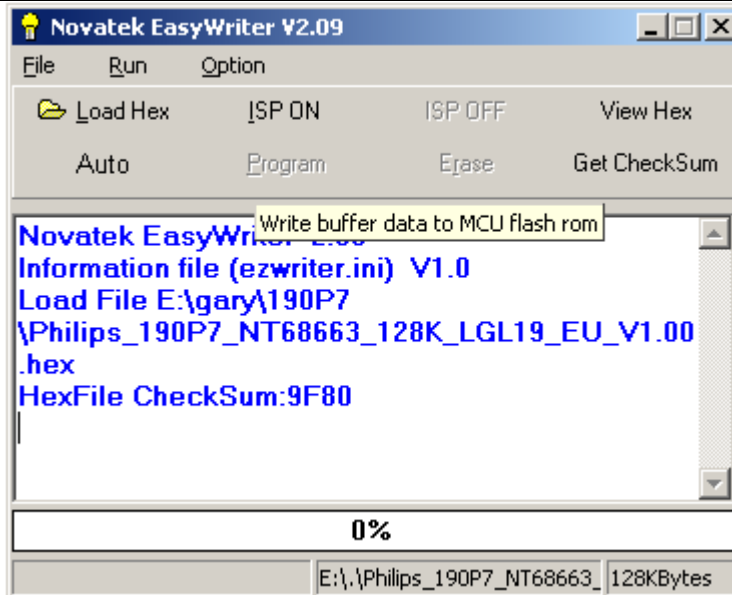 Novatek EasyWriter V2.09
File Run Option
Load Hex ISP ON ISP OFF View Hex
Auto Program Erase Get CheckSum
Write buffer data to MCU flash rom
Novatek EasyWriter
Information file (ezwriter.ini) V1.0
Load File E:\gary\190P7
\Philips_190P7_NT68663_128K_LGL19_EU_V1.00
.hex
HexFile CheckSum:9F80
0%
E:\.\Philips_190P7_NT68663_ 128KBytes